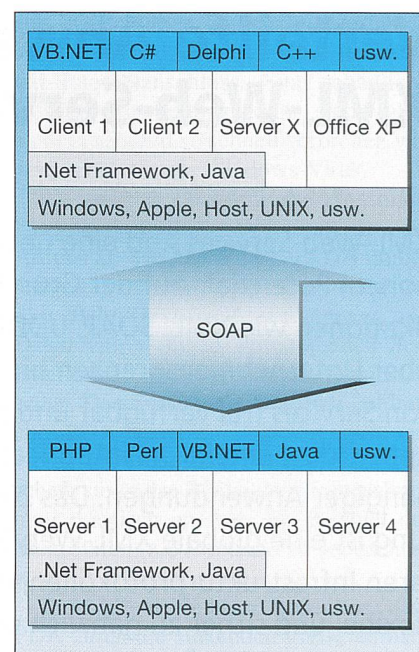 VB.NET C# Delphi C++ usw.
Client 1 Client 2 Server X Office XP
.Net Framework, Java
Windows, Apple, Host, UNIX, usw.
SOAP
PHP Perl VB.NET Java usw.
Server 1 Server 2 Server 3 Server 4
.Net Framework, Java
Windows, Apple, Host, UNIX, usw.